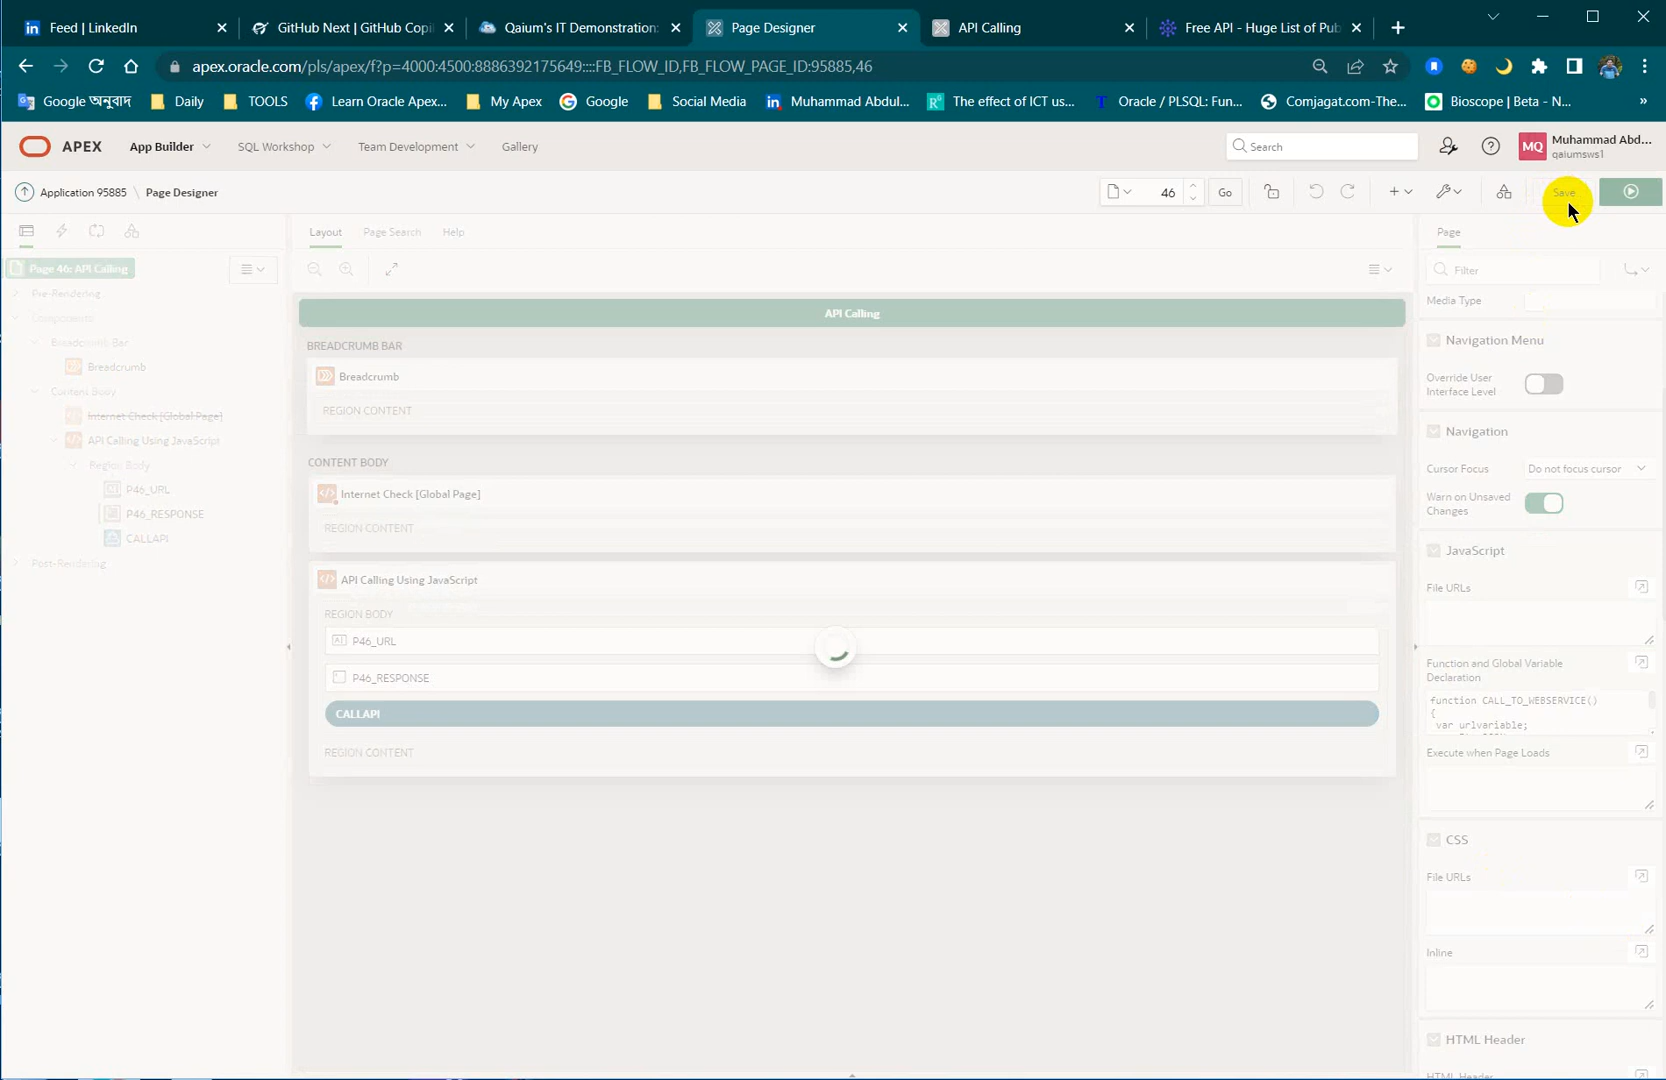 Feed | LinkedIn
GitHub Next | GitHub Copil
Qaium's IT Demonstration:
Page Designer
API Calling
Free API - Huge List of Pub
apex.oracle.com/pls/apex/f?p=4000:4500:8886392175649::::FB_FLOW_ID,FB_FLOW_PAGE_ID:95885,46
Google অনুবাদ
Daily
TOOLS
Learn Oracle Apex...
My Apex
Google
Social Media
Muhammad Abdul...
The effect of ICT us...
Oracle / PLSQL: Fun...
Comjagat.com-The...
Bioscope | Beta - N...
»
APEX
App Builder
SQL Workshop
Team Development
Gallery
Search
MQ
Muhammad Abd...
qaiumsws1
Application 95885 / Page Designer
46
Go
Save
Layout
Page Search
Help
Page
Page 46: API Calling
Filter
Pre-Rendering
Components
Breadcrumb Bar
Breadcrumb
Content Body
Internet Check [Global Page]
API Calling Using JavaScript
Region Body
P46_URL
P46_RESPONSE
CALLAPI
Post-Rendering
API Calling
BREADCRUMB BAR
Breadcrumb
REGION CONTENT
CONTENT BODY
Internet Check [Global Page]
REGION CONTENT
API Calling Using JavaScript
REGION BODY
P46_URL
P46_RESPONSE
CALLAPI
REGION CONTENT
Media Type
Navigation Menu
Override User
Interface Level
Navigation
Cursor Focus
Do not focus cursor
Warn on Unsaved
Changes
JavaScript
File URLs
Function and Global Variable
Declaration
function CALL_TO_WEBSERVICE()
{
var urlvariable;
Execute when Page Loads
CSS
File URLs
Inline
HTML Header
HTML Header